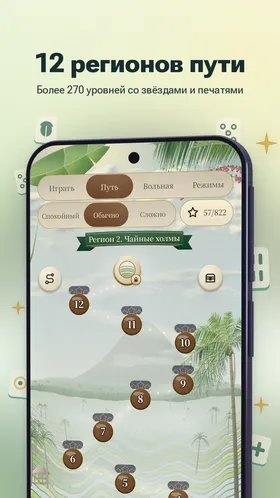 12 регионов пути
Более 270 уровней со звёздами и печатями
Играть Путь Вольная Режимы
Спокойный Обычно Сложно 57/822
Регион 2. Чайные холмы
12
11
10
9
8
7
6
5